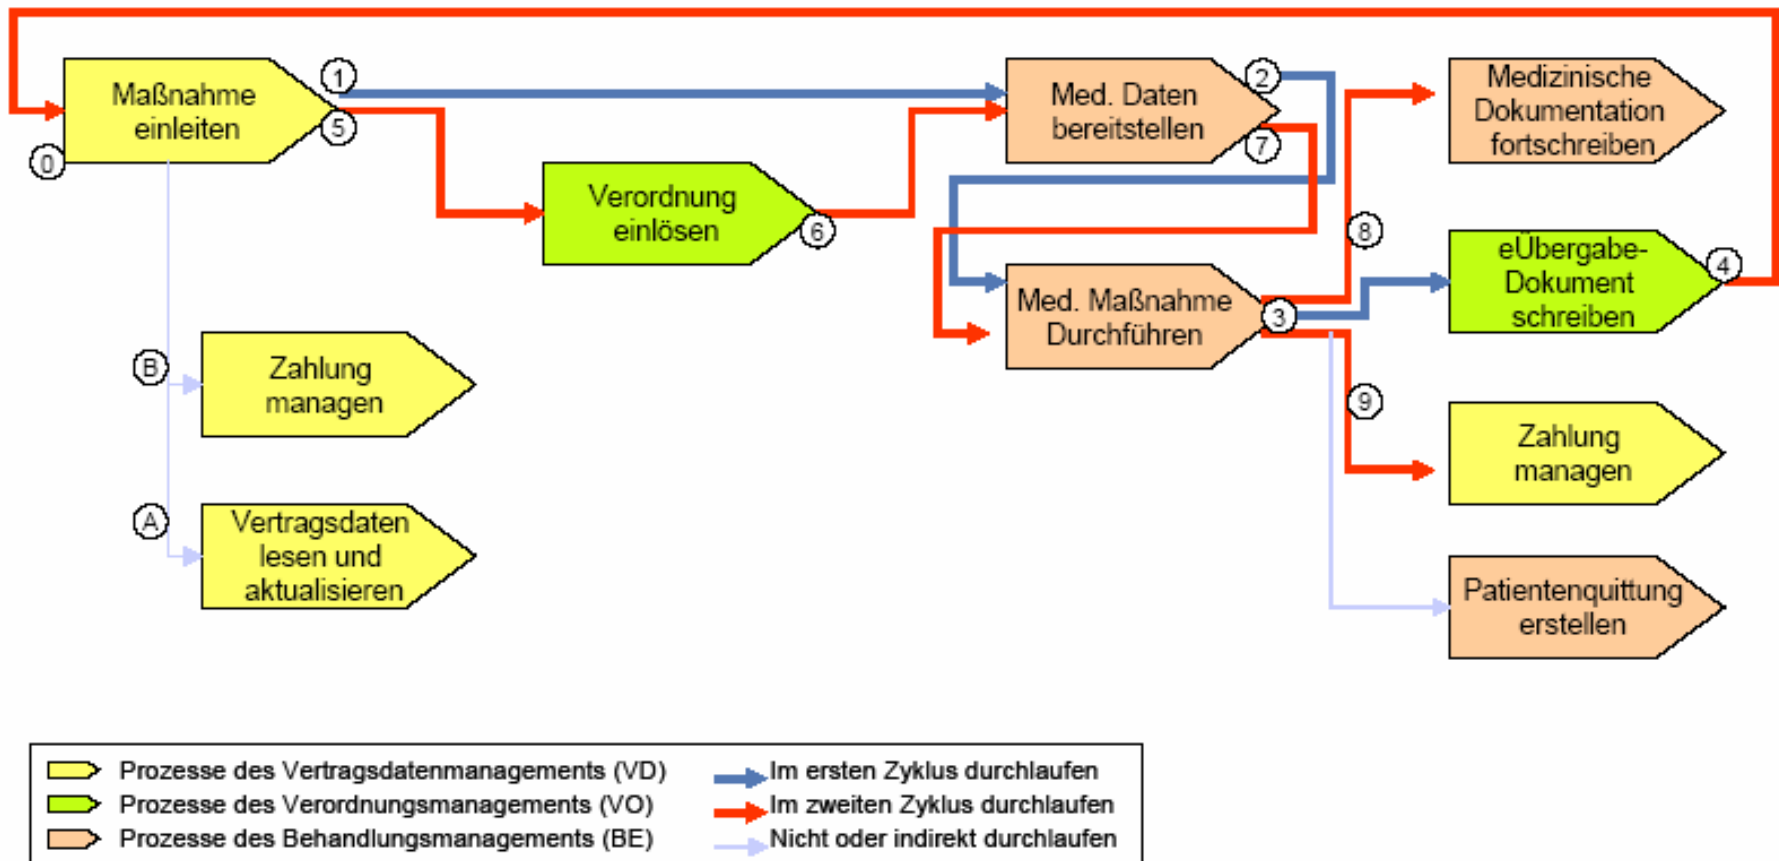 0
Maßnahme
einleiten
1
5
Verordnung
einlösen
6
Med. Daten
bereitstellen
2
7
Medizinische
Dokumentation
fortschreiben
8
Med. Maßnahme
Durchführen
3
eÜbergabe-
Dokument
schreiben
4
B
Zahlung
managen
9
Zahlung
managen
A
Vertragsdaten
lesen und
aktualisieren
Patientenquittung
erstellen
Prozesse des Vertragsdatenmanagements (VD)
Im ersten Zyklus durchlaufen
Prozesse des Verordnungsmanagements (VO)
Im zweiten Zyklus durchlaufen
Prozesse des Behandlungsmanagements (BE)
Nicht oder indirekt durchlaufen